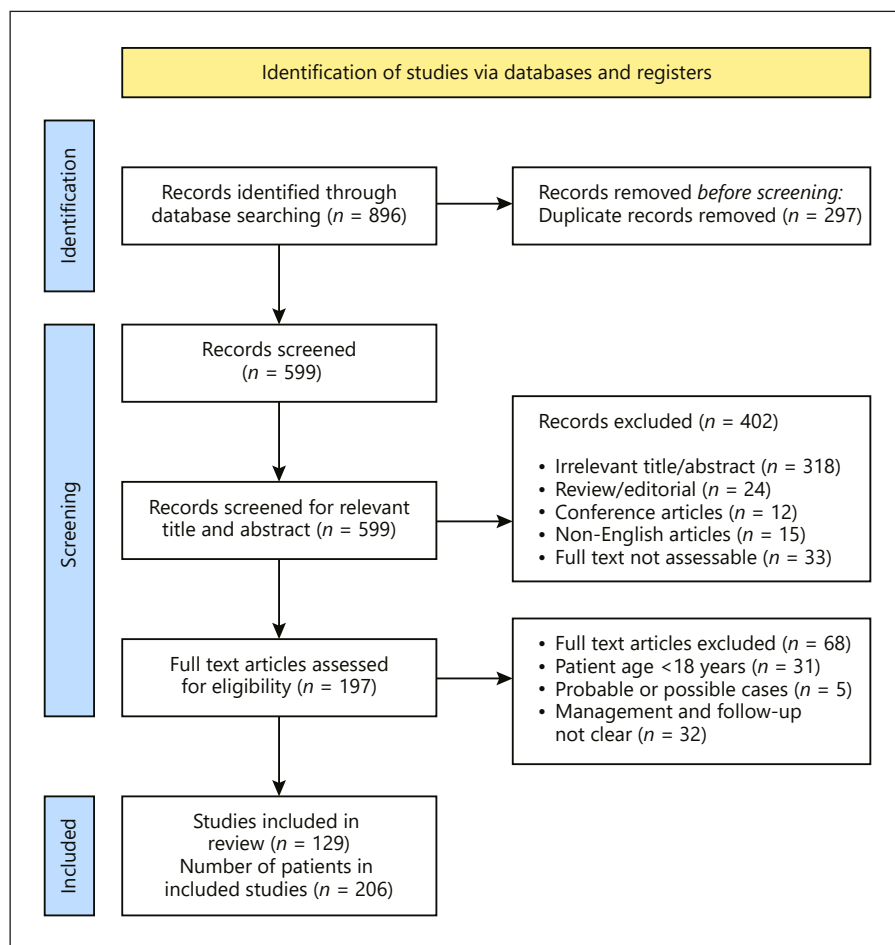 Identification of studies via databases and registers
Identification
Records identified through
database searching (n = 896)
Records removed before screening:
Duplicate records removed (n = 297)
Screening
Records screened
(n = 599)
Records screened for relevant
title and abstract (n = 599)
Records excluded (n = 402)
• Irrelevant title/abstract (n = 318)
• Review/editorial (n = 24)
• Conference articles (n = 12)
• Non-English articles (n = 15)
• Full text not assessable (n = 33)
Full text articles assessed
for eligibility (n = 197)
• Full text articles excluded (n = 68)
• Patient age <18 years (n = 31)
• Probable or possible cases (n = 5)
• Management and follow-up
not clear (n = 32)
Included
Studies included in
review (n = 129)
Number of patients in
included studies (n = 206)